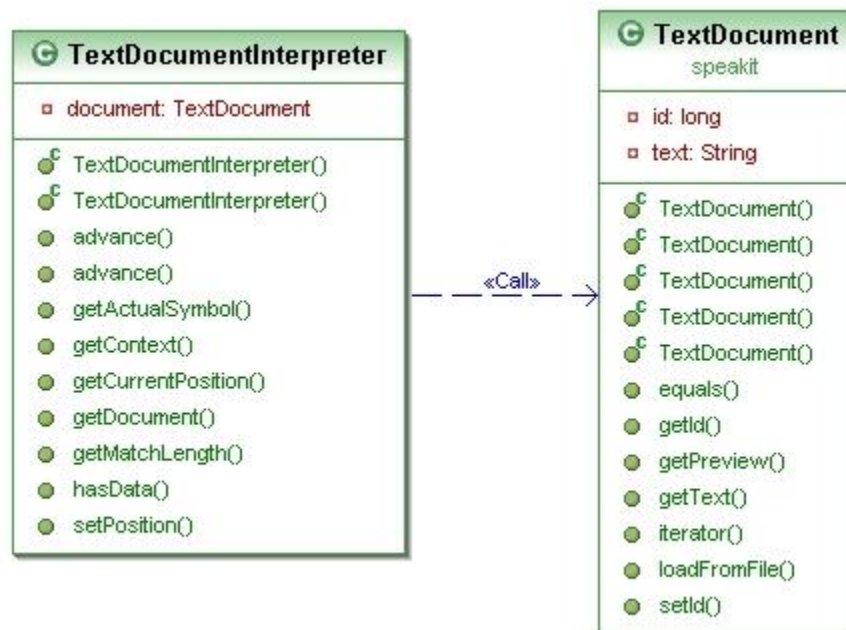 TextDocumentInterpreter
document: TextDocument
TextDocumentInterpreter()
TextDocumentInterpreter()
advance()
advance()
getActualSymbol()
getContext()
getCurrentPosition()
getDocument()
getMatchLength()
hasData()
setPosition()
«Call»
TextDocument
speakit
id: long
text: String
TextDocument()
TextDocument()
TextDocument()
TextDocument()
TextDocument()
equals()
getId()
getPreview()
getText()
iterator()
loadFromFile()
setId()